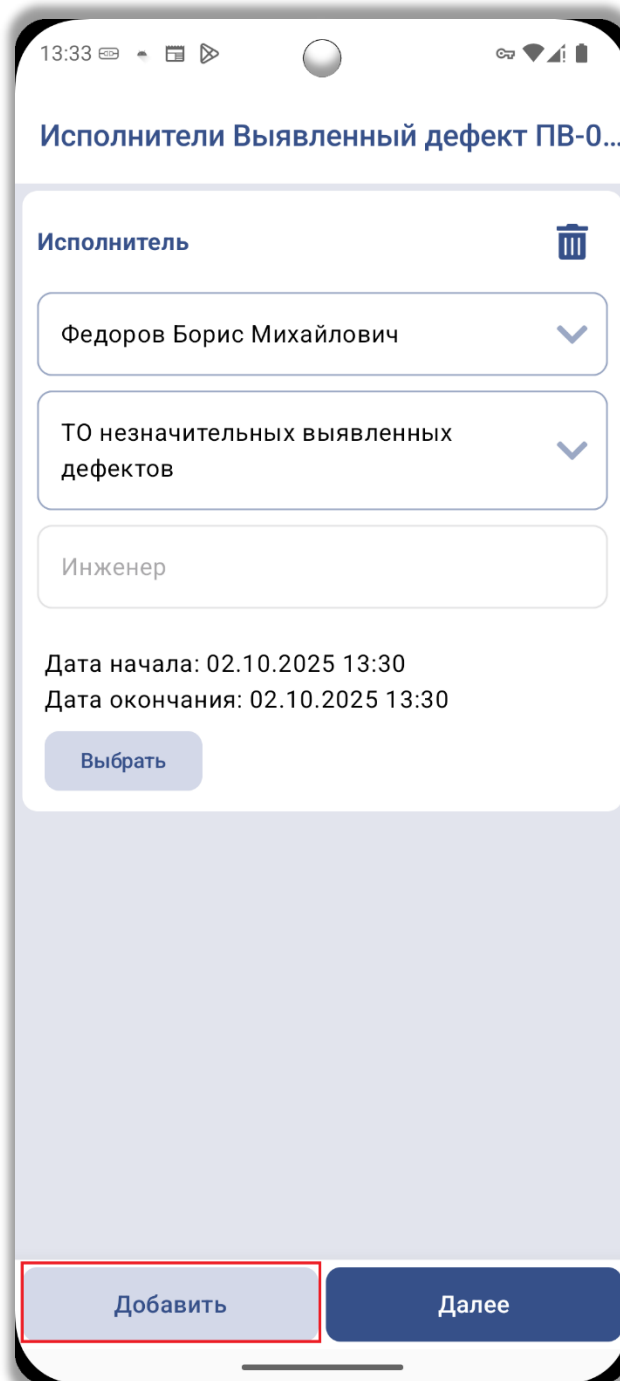 13:33
Исполнители Выявленный дефект ПВ-0...
Исполнитель
Федоров Борис Михайлович
ТО незначительных выявленных
дефектов
Инженер
Дата начала: 02.10.2025 13:30
Дата окончания: 02.10.2025 13:30
Выбрать
Добавить
Далее